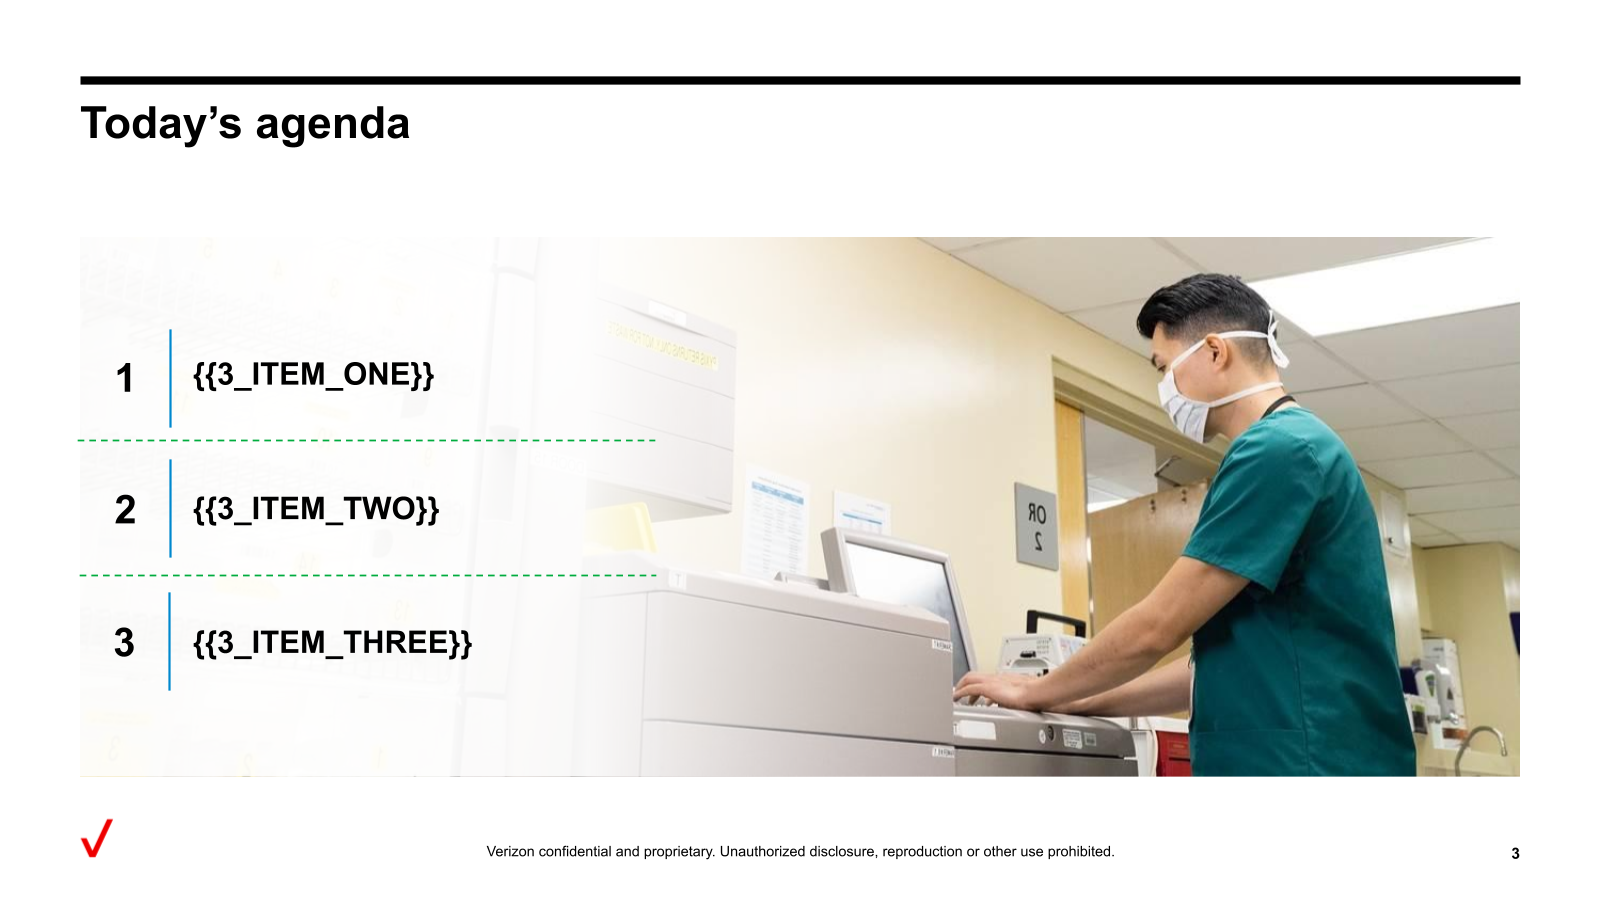 Today’s agenda
1
{{3_ITEM_ONE}}
2
{{3_ITEM_TWO}}
3
{{3_ITEM_THREE}}
OR
2
Verizon confidential and proprietary. Unauthorized disclosure, reproduction or other use prohibited.
3